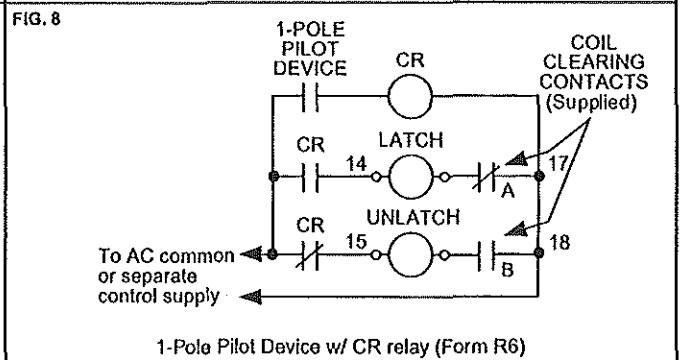 FIG. 8
1-POLE
PILOT
DEVICE
CR
COIL
CLEARING
CONTACTS
(Supplied)
CR
14
LATCH
17
A
CR
15
UNLATCH
18
B
To AC common
or separate
control supply
1-Pole Pilot Device w/ CR relay (Form R6)